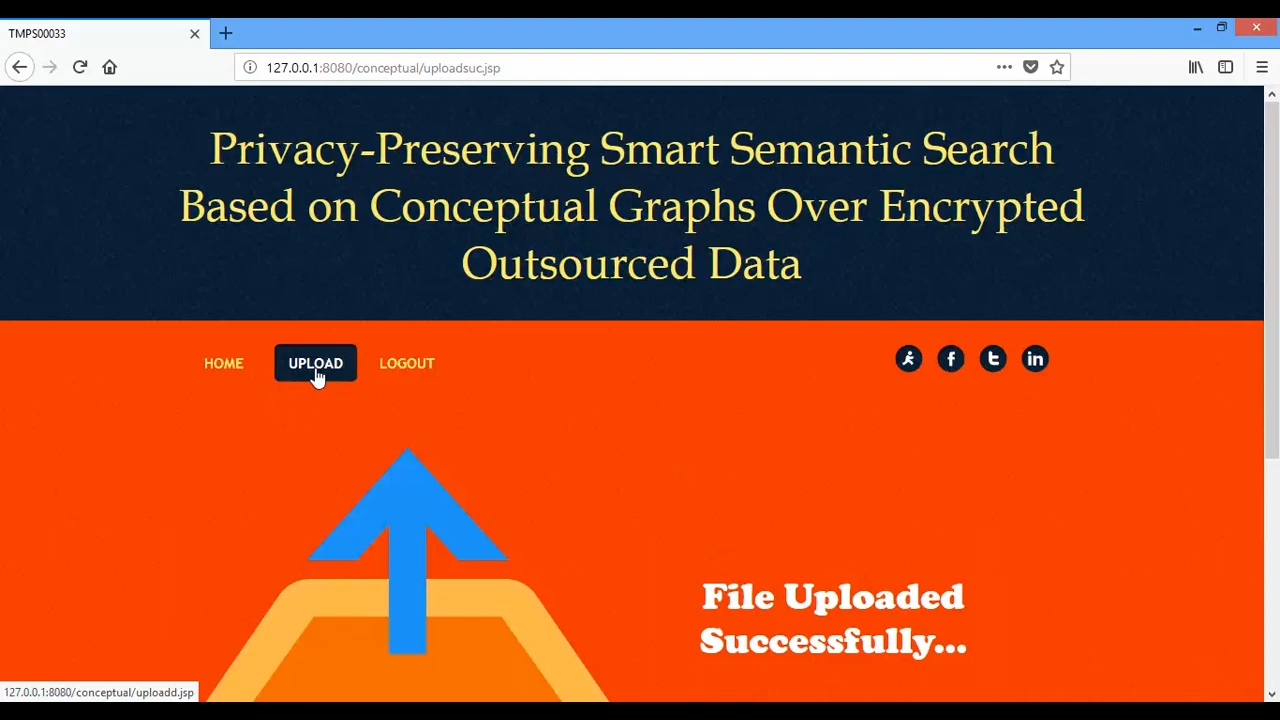 TMPS00033
127.0.0.1:8080/conceptual/uploadsuc.jsp
Privacy-Preserving Smart Semantic Search
Based on Conceptual Graphs Over Encrypted
Outsourced Data
HOME UPLOAD LOGOUT
f t in
File Uploaded
Successfully...
127.0.0.1:8080/conceptual/uploadd.jsp